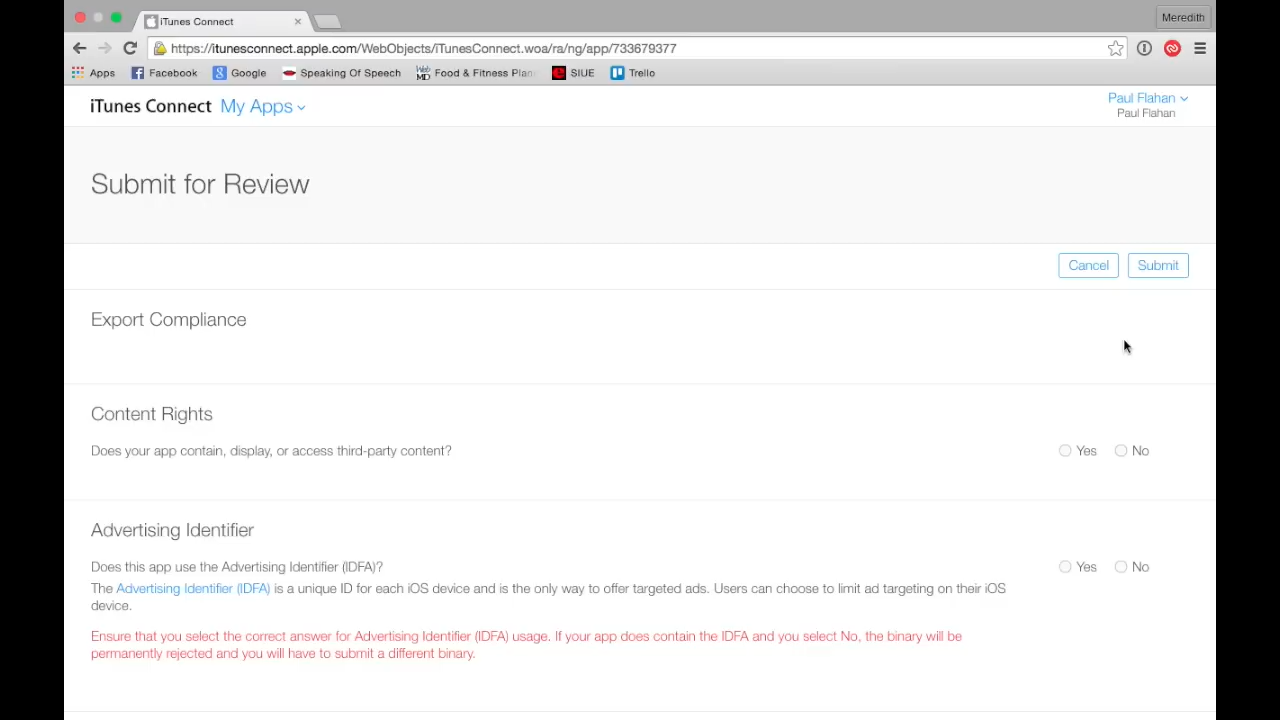 iTunes Connect
Meredith
https://itunesconnect.apple.com/WebObjects/iTunesConnect.woa/ra/ng/app/733679377
Apps Facebook Google Speaking Of Speech Food & Fitness Plan SIUE Trello
iTunes Connect My Apps
Paul Flahan
Paul Flahan
Submit for Review
Cancel Submit
Export Compliance
Content Rights
Does your app contain, display, or access third-party content? Yes No
Advertising Identifier
Does this app use the Advertising Identifier (IDFA)? Yes No
The Advertising Identifier (IDFA) is a unique ID for each iOS device and is the only way to offer targeted ads. Users can choose to limit ad targeting on their iOS
device.
Ensure that you select the correct answer for Advertising Identifier (IDFA) usage. If your app does contain the IDFA and you select No, the binary will be
permanently rejected and you will have to submit a different binary.